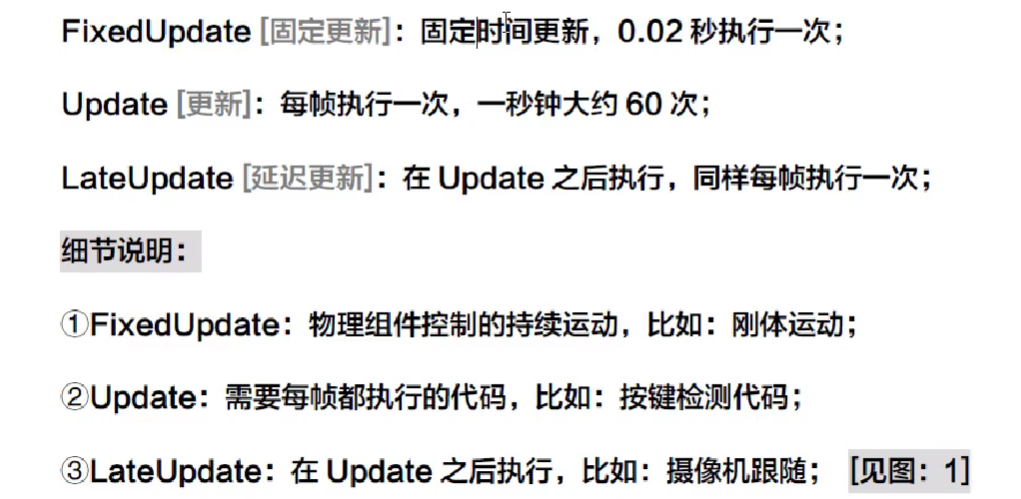 FixedUpdate [固定更新]：固定时间更新，0.02 秒执行一次；
Update [更新]：每帧执行一次，一秒钟大约 60 次；
LateUpdate [延迟更新]：在 Update 之后执行，同样每帧执行一次；
细节说明：
①FixedUpdate：物理组件控制的持续运动，比如：刚体运动；
②Update：需要每帧都执行的代码，比如：按键检测代码；
③LateUpdate：在 Update 之后执行，比如：摄像机跟随； [见图：1]